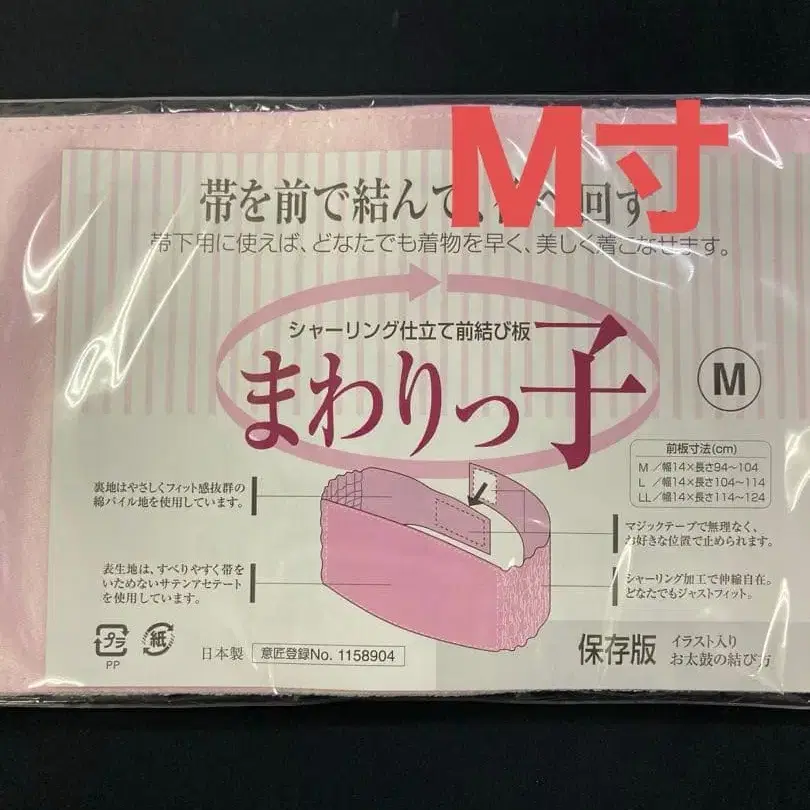 M寸
帯を前で結んで、 回す。
帯下用に使えば、どなたでも着物を早く、美しく着こなせます。
シャーリング仕立て前結び板
まわりっ子
M
前板寸法(cm)
M/幅14×長さ94〜104
L/幅14×長さ104〜114
LL/幅14×長さ114〜124
裏地はやさしくフィット感抜群の
綿パイル地を使用しています。
マジックテープで無理なく、
お好きな位置で止められます。
表生地は、すべりやすく帯を
いためないサテンアセテート
を使用しています。
シャーリング加工で伸縮自在。
どなたでもジャストフィット。
プラ
PP
紙
日本製
意匠登録No. 1158904
保存版
イラスト入り
お太鼓の結び方